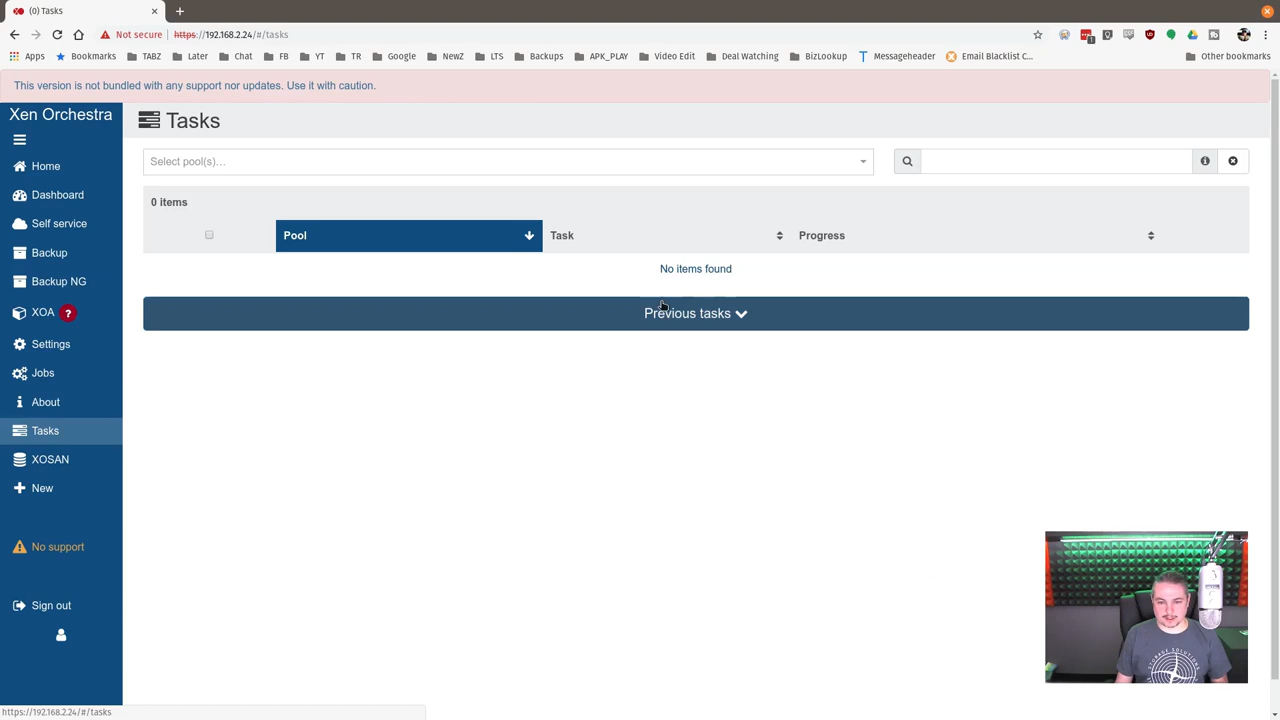 (0) Tasks
Not secure https://192.168.2.24/#/tasks
Apps Bookmarks TABZ Later Chat FB YT TR Google NewZ LTS Backups APK_PLAY Video Edit Deal Watching BizLookup Messageheader Email Blacklist C... Other bookmarks
This version is not bundled with any support nor updates. Use it with caution.
Xen Orchestra
Tasks
Home
Select pool(s)...
Dashboard
0 items
Self service
Pool Task Progress
Backup
No items found
Backup NG
XOA ?
Previous tasks
Settings
Jobs
About
Tasks
XOSAN
New
No support
Sign out
https://192.168.2.24/#/tasks